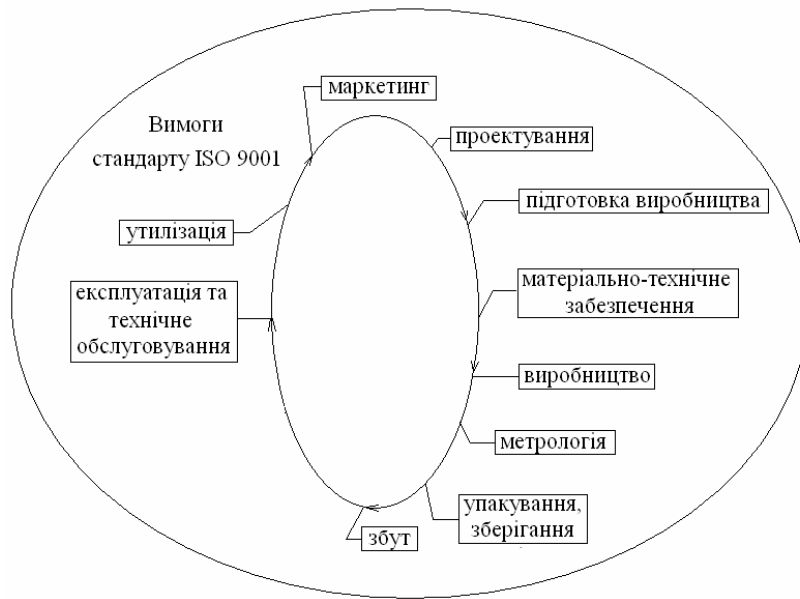 маркетинг
Вимоги
стандарту ISO 9001
проектування
підготовка виробництва
утилізація
експлуатація та
технічне
обслуговування
матеріально-технічне
забезпечення
виробництво
метрологія
упакування,
зберігання
збут